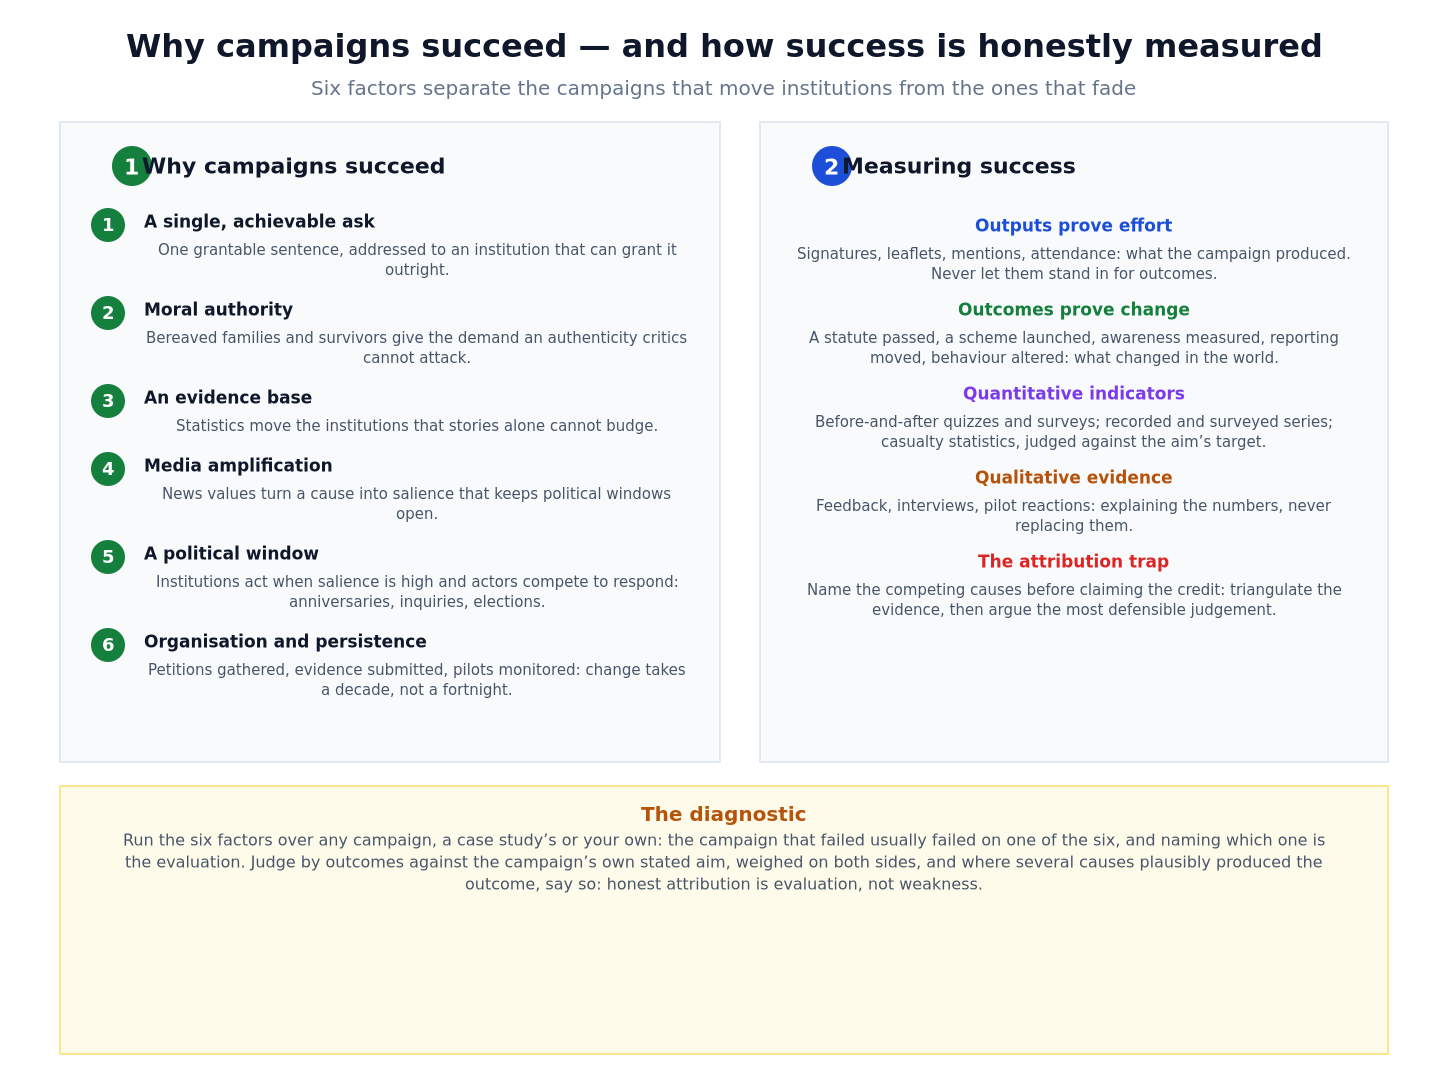 Why campaigns succeed — and how success is honestly measured
Six factors separate the campaigns that move institutions from the ones that fade
1 Why campaigns succeed
1 A single, achievable ask
One grantable sentence, addressed to an institution that can grant it
outright.
2 Moral authority
Bereaved families and survivors give the demand an authenticity critics
cannot attack.
3 An evidence base
Statistics move the institutions that stories alone cannot budge.
4 Media amplification
News values turn a cause into salience that keeps political windows
open.
5 A political window
Institutions act when salience is high and actors compete to respond:
anniversaries, inquiries, elections.
6 Organisation and persistence
Petitions gathered, evidence submitted, pilots monitored: change takes
a decade, not a fortnight.
2 Measuring success
Outputs prove effort
Signatures, leaflets, mentions, attendance: what the campaign produced.
Never let them stand in for outcomes.
Outcomes prove change
A statute passed, a scheme launched, awareness measured, reporting
moved, behaviour altered: what changed in the world.
Quantitative indicators
Before-and-after quizzes and surveys; recorded and surveyed series;
casualty statistics, judged against the aim’s target.
Qualitative evidence
Feedback, interviews, pilot reactions: explaining the numbers, never
replacing them.
The attribution trap
Name the competing causes before claiming the credit: triangulate the
evidence, then argue the most defensible judgement.
The diagnostic
Run the six factors over any campaign, a case study’s or your own: the campaign that failed usually failed on one of the six, and naming which one is
the evaluation. Judge by outcomes against the campaign’s own stated aim, weighed on both sides, and where several causes plausibly produced the
outcome, say so: honest attribution is evaluation, not weakness.